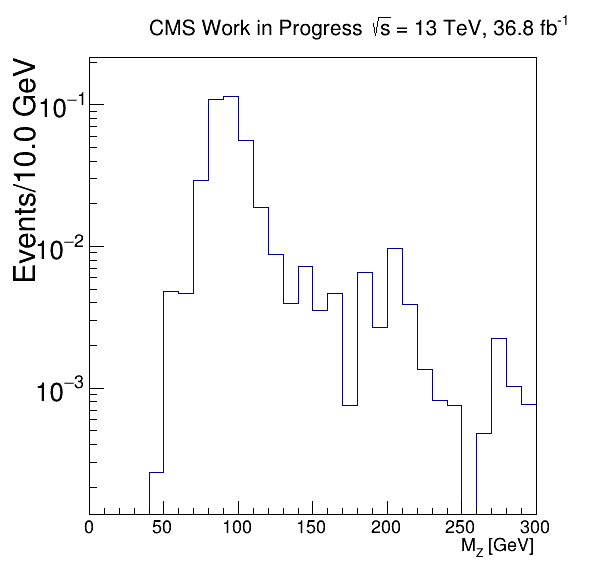 CMS Work in Progress √s = 13 TeV, 36.8 fb⁻¹
Events/10.0 GeV
10⁻¹
10⁻²
10⁻³
0 50 100 150 200 250 300
M_Z [GeV]